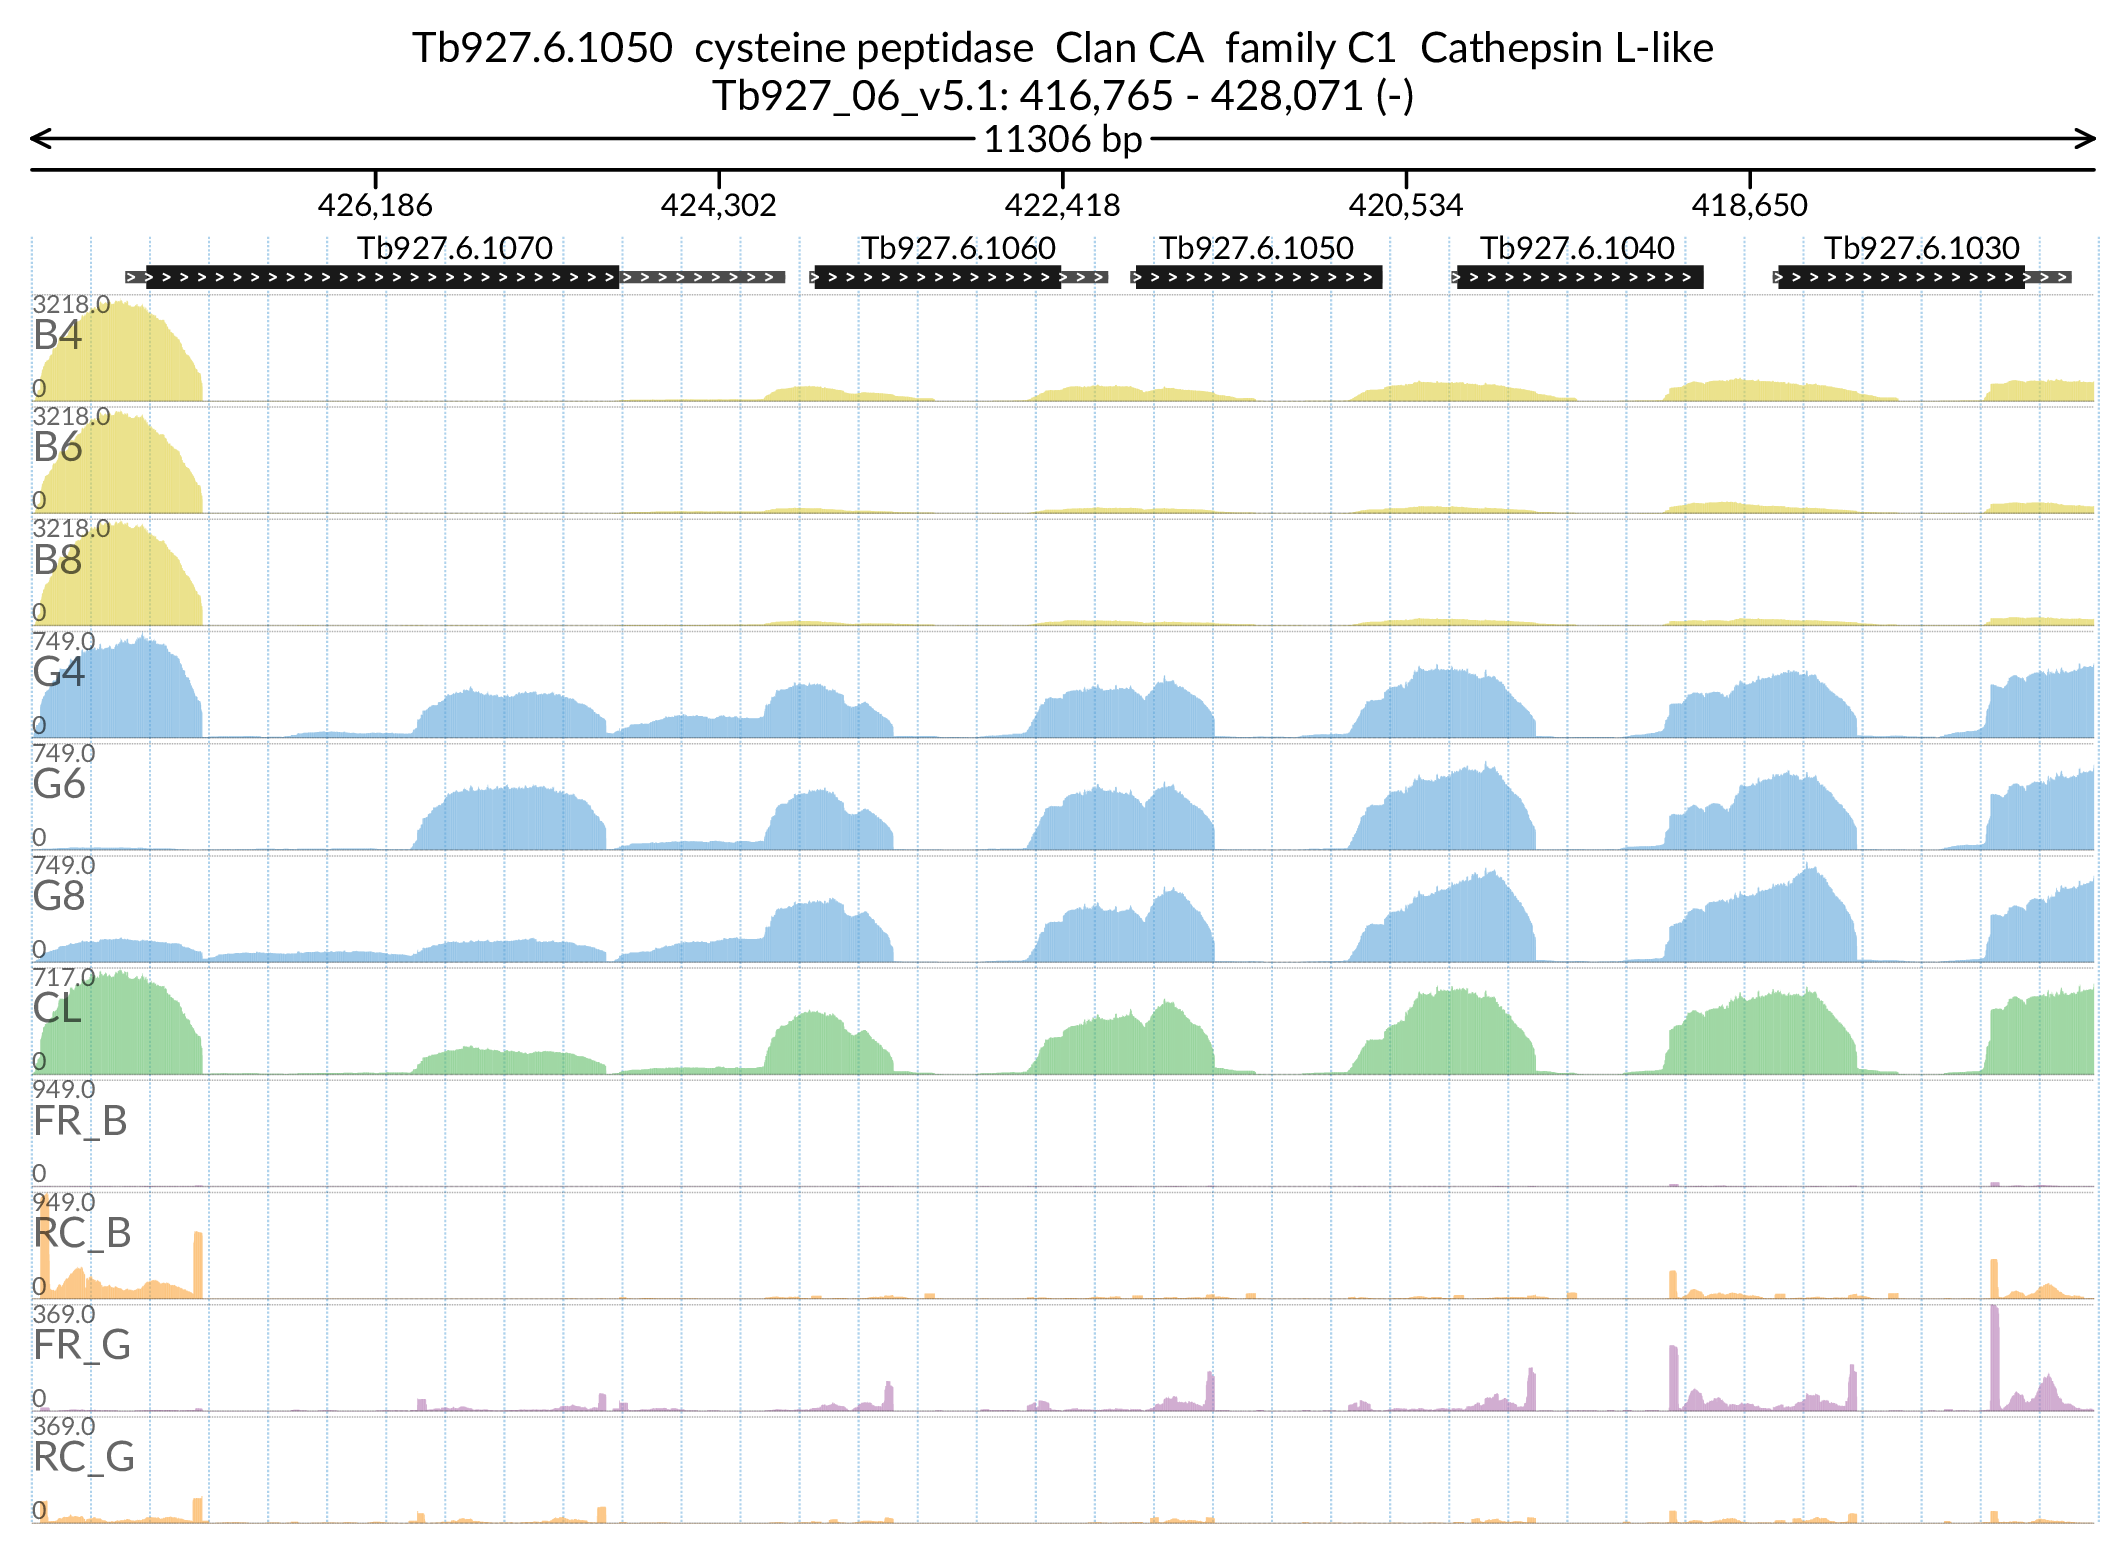 Tb927.6.1050  cysteine peptidase  Clan CA  family C1  Cathepsin L-like
Tb927_06_v5.1: 416,765 - 428,071 (-)
11306 bp
426,186 424,302 422,418 420,534 418,650
Tb927.6.1070 Tb927.6.1060 Tb927.6.1050 Tb927.6.1040 Tb927.6.1030
3218.0
B4
0
3218.0
B6
0
3218.0
B8
0
749.0
G4
0
749.0
G6
0
749.0
G8
0
717.0
CL
0
949.0
FR_B
0
949.0
RC_B
0
369.0
FR_G
0
369.0
RC_G
0